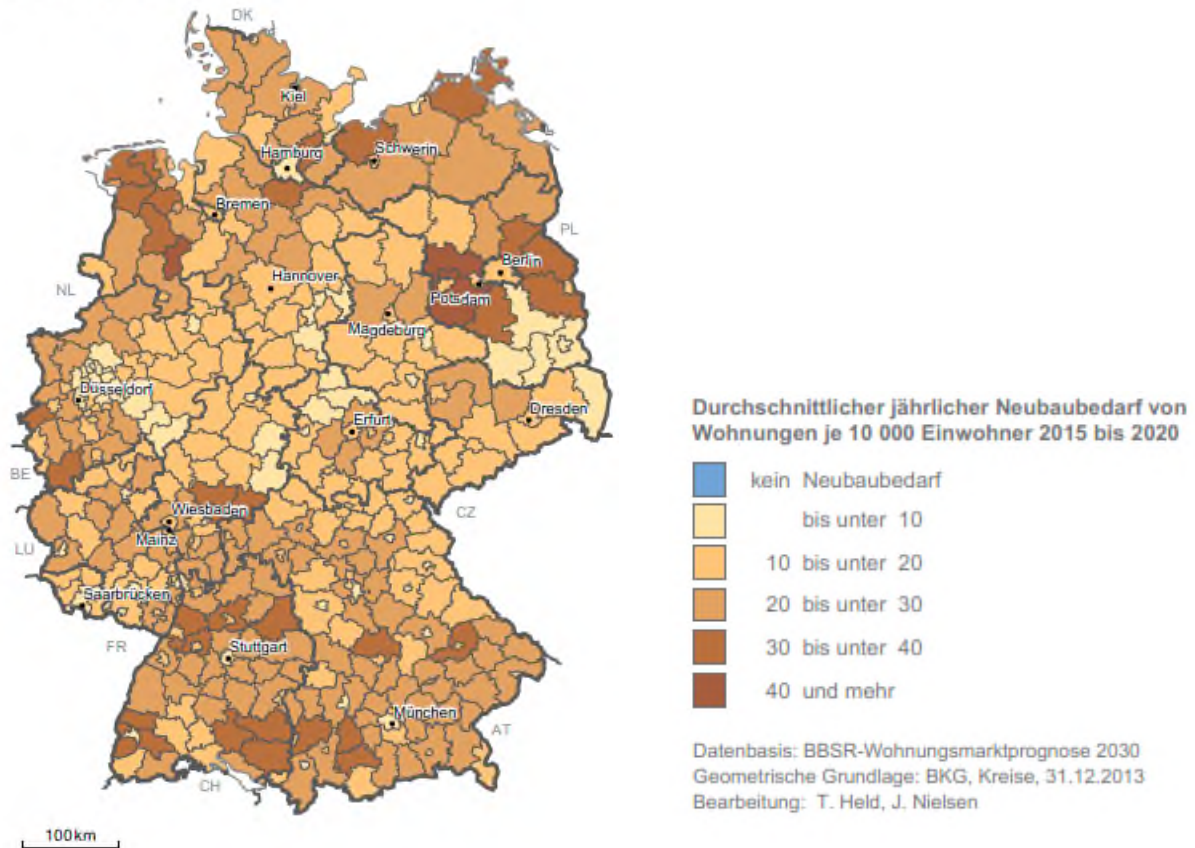 DK
Kiel
Hamburg
Schwerin
Bremen
PL
Berlin
Hannover
NL
Potsdam
Magdeburg
Düsseldorf
Erfurt
Dresden
BE
Wiesbaden
CZ
Mainz
LU
Saarbrücken
FR
Stuttgart
München
AT
CH
100km
Durchschnittlicher jährlicher Neubaubedarf von
Wohnungen je 10 000 Einwohner 2015 bis 2020
kein Neubaubedarf
bis unter 10
10 bis unter 20
20 bis unter 30
30 bis unter 40
40 und mehr
Datenbasis: BBSR-Wohnungsmarktprognose 2030
Geometrische Grundlage: BKG, Kreise, 31.12.2013
Bearbeitung: T. Held, J. Nielsen